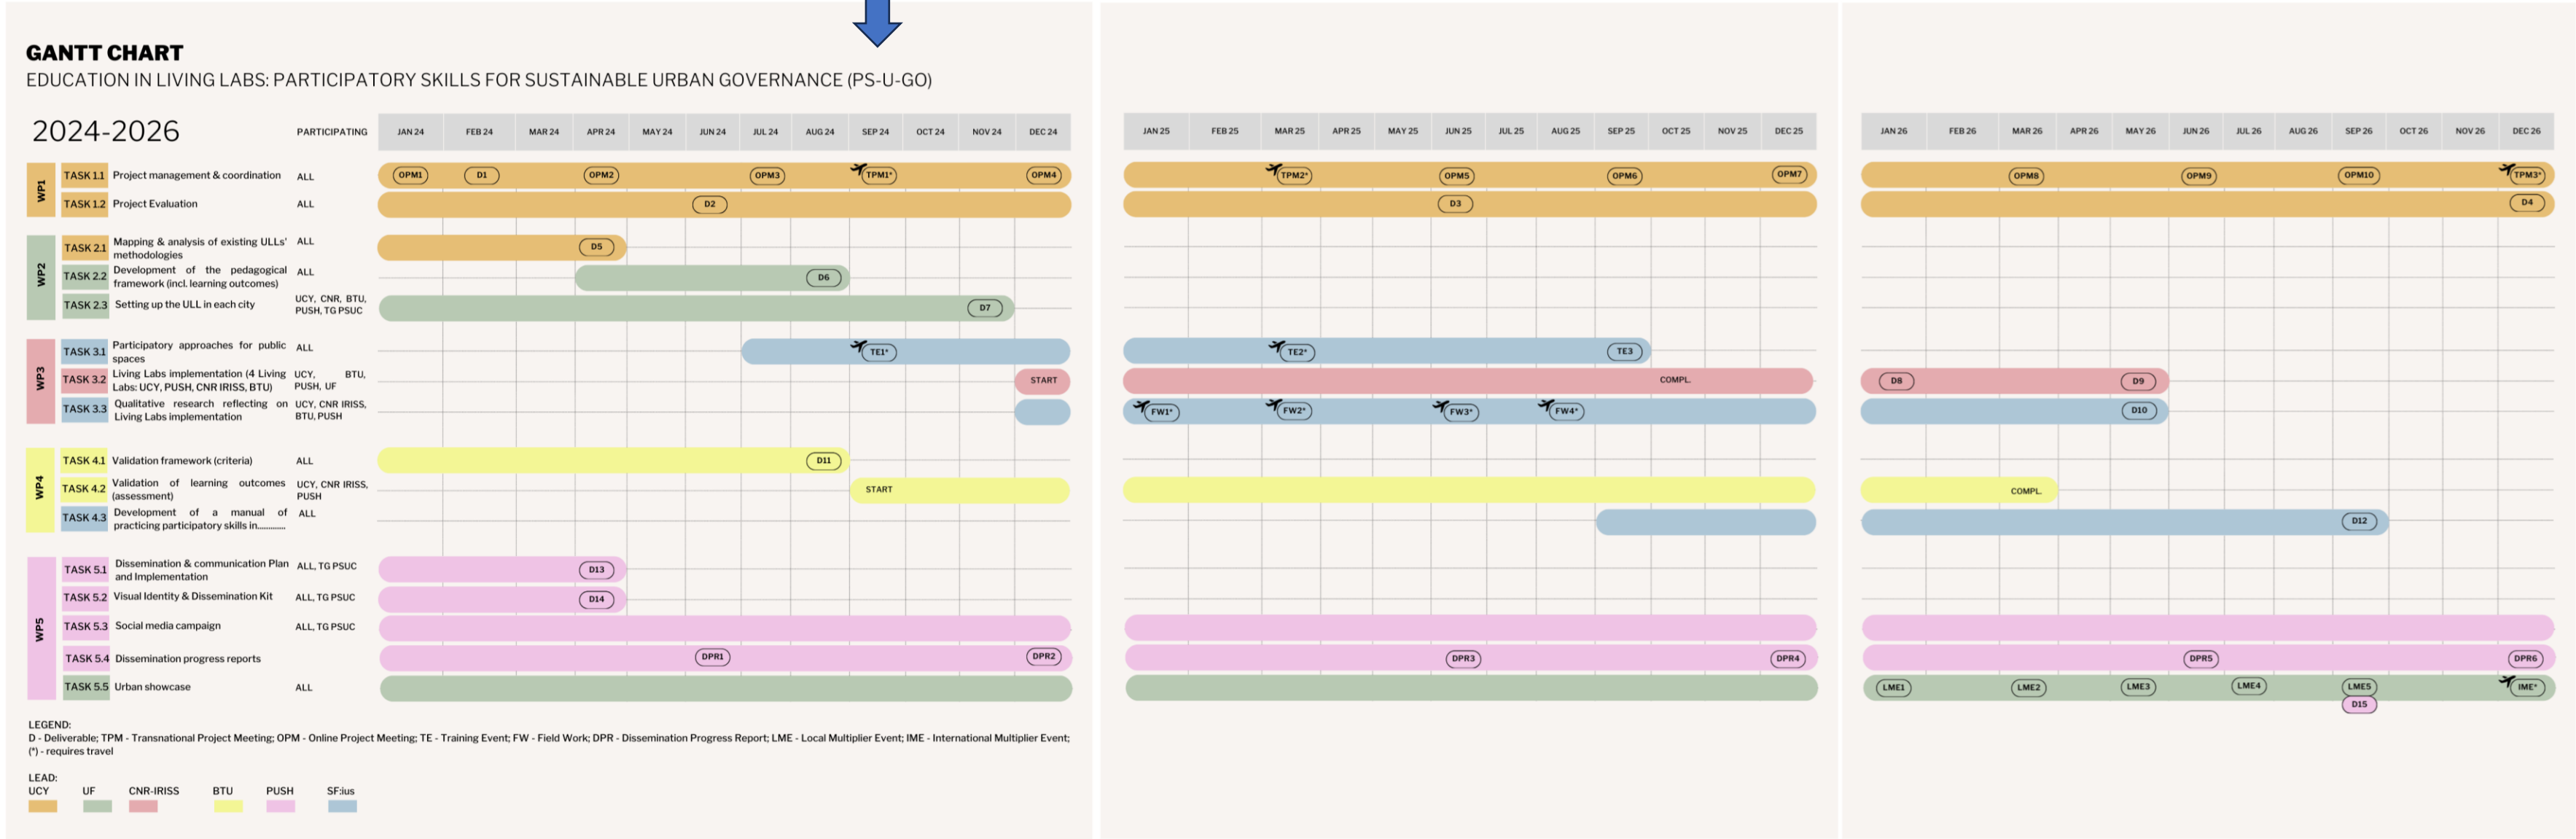 GANTT CHART
EDUCATION IN LIVING LABS: PARTICIPATORY SKILLS FOR SUSTAINABLE URBAN GOVERNANCE (PS-U-GO)
2024-2026 PARTICIPATING JAN 24 FEB 24 MAR 24 APR 24 MAY 24 JUN 24 JUL 24 AUG 24 SEP 24 OCT 24 NOV 24 DEC 24 JAN 25 FEB 25 MAR 25 APR 25 MAY 25 JUN 25 JUL 25 AUG 25 SEP 25 OCT 25 NOV 25 DEC 25 JAN 26 FEB 26 MAR 26 APR 26 MAY 26 JUN 26 JUL 26 AUG 26 SEP 26 OCT 26 NOV 26 DEC 26
WP1
TASK 1.1 Project management & coordination ALL OPM1 D1 OPM2 OPM3 TPM1* OPM4 TPM2* OPM5 OPM6 OPM7 OPM8 OPM9 OPM10 TPM3*
TASK 1.2 Project Evaluation ALL D2 D3 D4
WP2
TASK 2.1 Mapping & analysis of existing ULLs' ALL D5
methodologies
TASK 2.2 Development of the pedagogical ALL D6
framework (incl. learning outcomes)
TASK 2.3 Setting up the ULL in each city UCY, CNR, BTU, D7
PUSH, TG PSUC
WP3
TASK 3.1 Participatory approaches for public ALL TE1* TE2* TE3
spaces
TASK 3.2 Living Labs implementation (4 Living UCY, BTU, START COMPL. D8 D9
Labs: UCY, PUSH, CNR IRISS, BTU) PUSH, UF
TASK 3.3 Qualitative research reflecting on UCY, CNR IRISS, FW1* FW2* FW3* FW4* D10
Living Labs implementation BTU, PUSH
WP4
TASK 4.1 Validation framework (criteria) ALL D11
TASK 4.2 Validation of learning outcomes UCY, CNR IRISS, START COMPL.
(assessment) PUSH
TASK 4.3 Development of a manual of ALL D12
practicing participatory skills in.............
WP5
TASK 5.1 Dissemination & communication Plan ALL, TG PSUC D13
and Implementation
TASK 5.2 Visual Identity & Dissemination Kit ALL, TG PSUC D14
TASK 5.3 Social media campaign ALL, TG PSUC
TASK 5.4 Dissemination progress reports DPR1 DPR2 DPR3 DPR4 DPR5 DPR6
TASK 5.5 Urban showcase ALL LME1 LME2 LME3 LME4 LME5 IME*
D15
LEGEND:
D - Deliverable; TPM - Transnational Project Meeting; OPM - Online Project Meeting; TE - Training Event; FW - Field Work; DPR - Dissemination Progress Report; LME - Local Multiplier Event; IME - International Multiplier Event;
(*) - requires travel
LEAD:
UCY UF CNR-IRISS BTU PUSH SF:ius